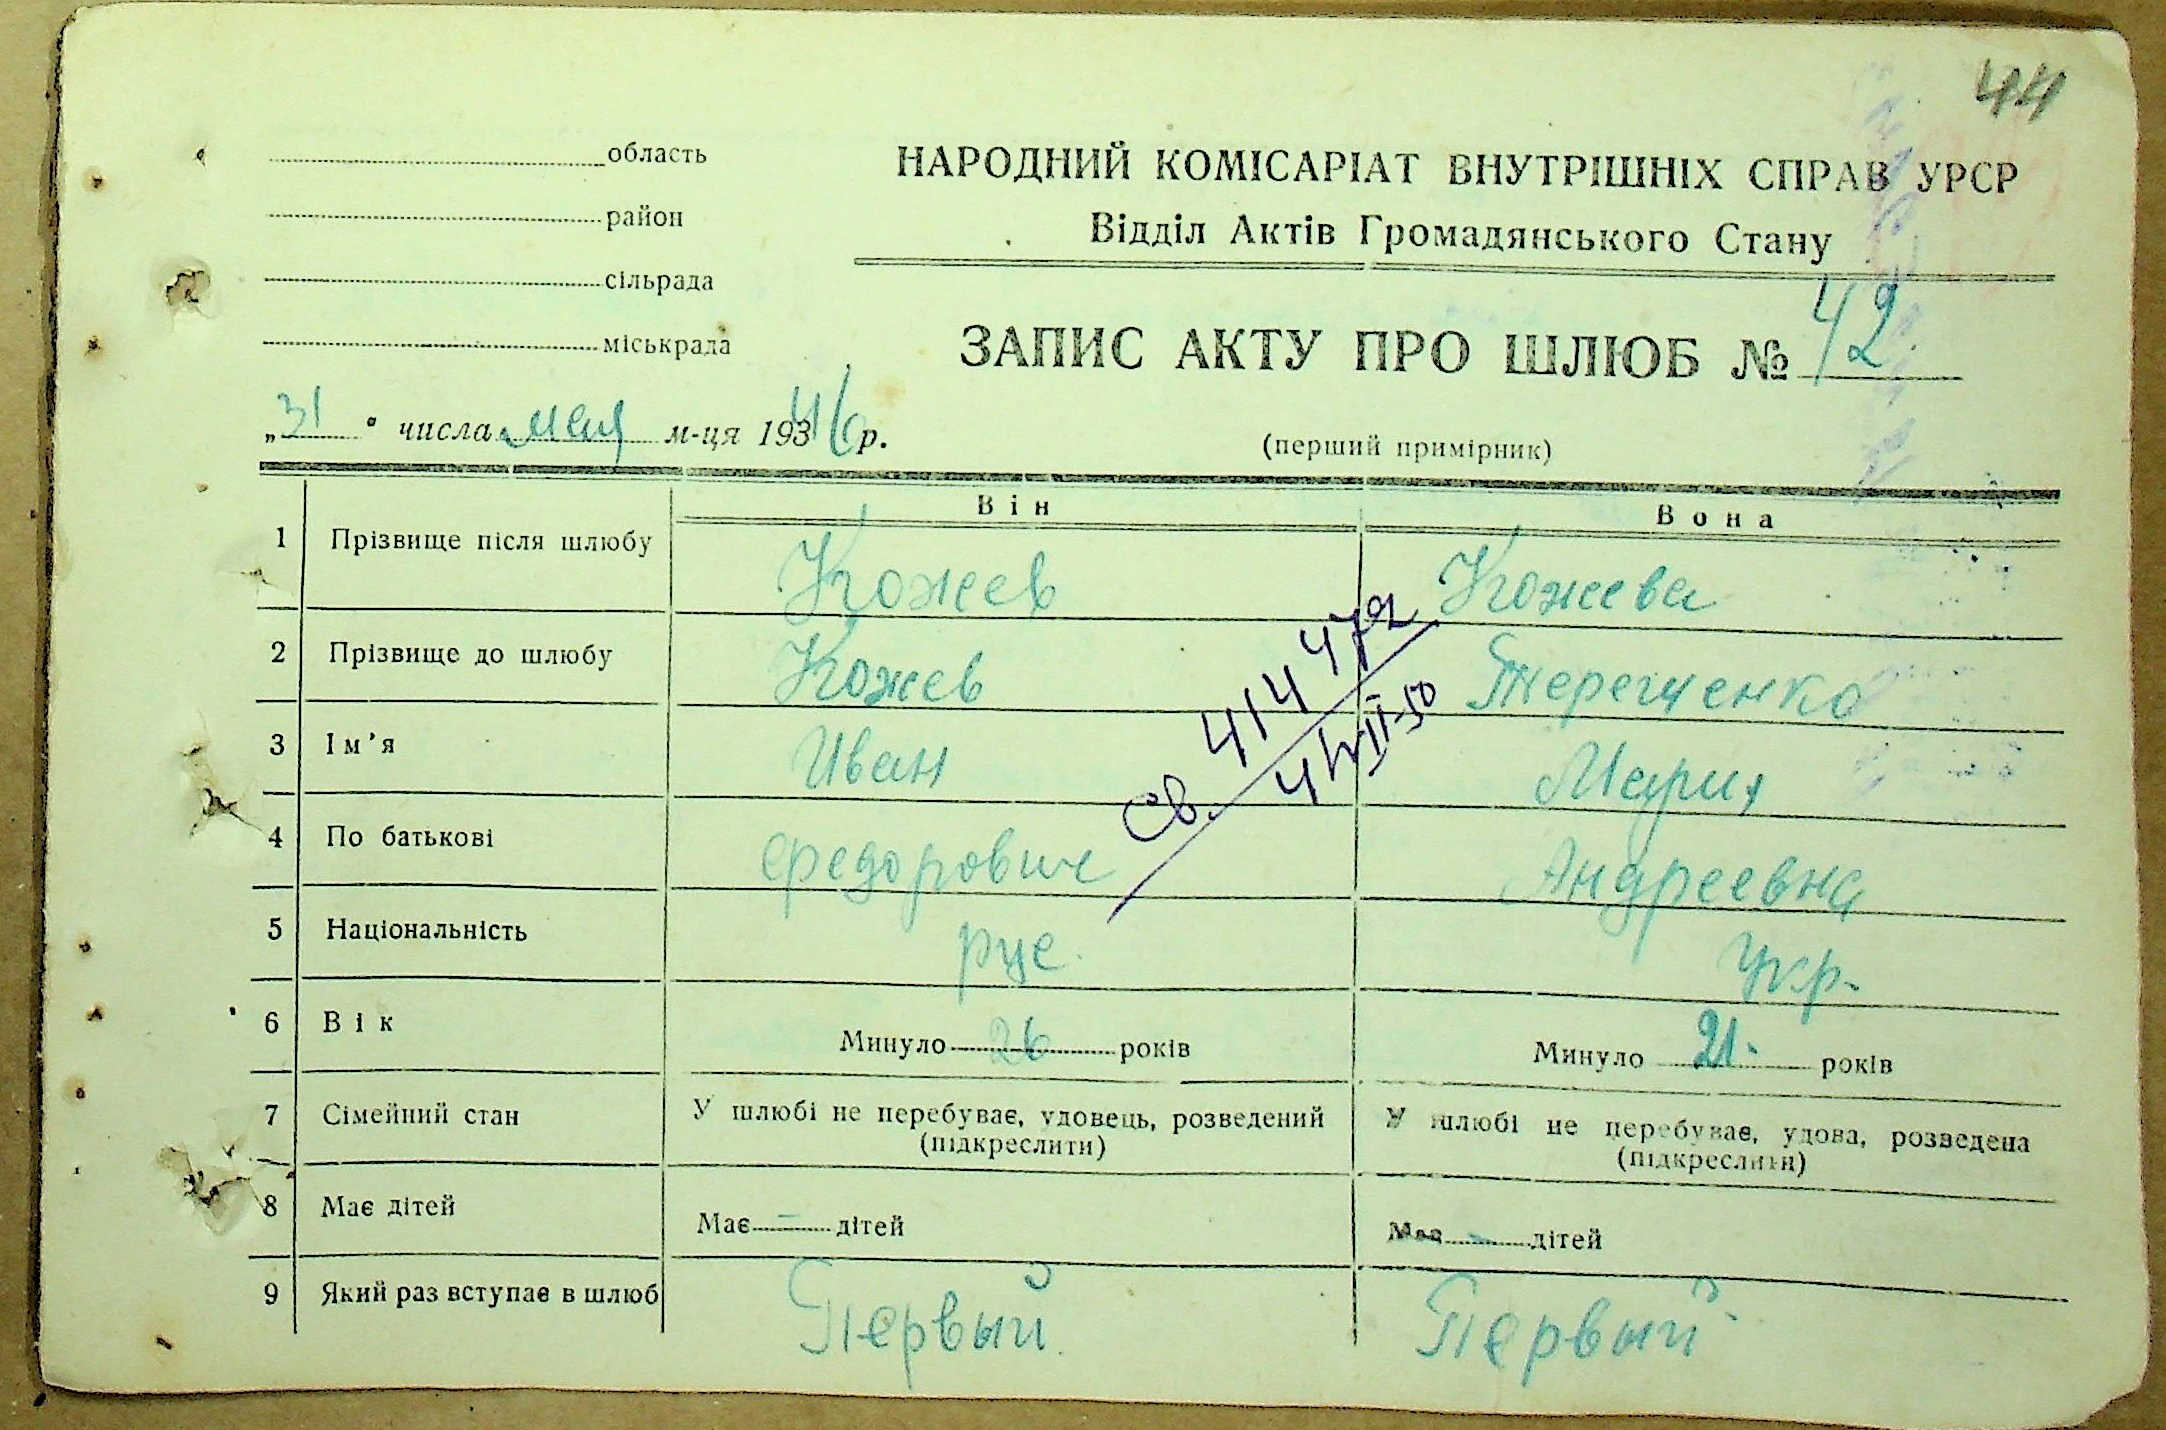 44
область
район
сільрада
міськрада
НАРОДНИЙ КОМІСАРІАТ ВНУТРІШНІХ СПРАВ УРСР
Відділ Актів Громадянського Стану
ЗАПИС АКТУ ПРО ШЛЮБ № 42
„31“ числа мая м-ця 1946 р.
(перший примірник)
Він Вона
1 Прізвище після шлюбу Кожев Кожева
2 Прізвище до шлюбу Кожев Терещенко
3 Ім’я Иван Мария
4 По батькові Федорович Андреевна
Св. 414472
5 Національність рус. Укр.
6 Вік Минуло 26 років Минуло 21. років
7 Сімейний стан У шлюбі не перебуває, удовець, розведений У шлюбі не перебуває, удова, розведена
(підкреслити) (підкреслити)
8 Має дітей Має – дітей Має – дітей
9 Який раз вступає в шлюб Первый Первый